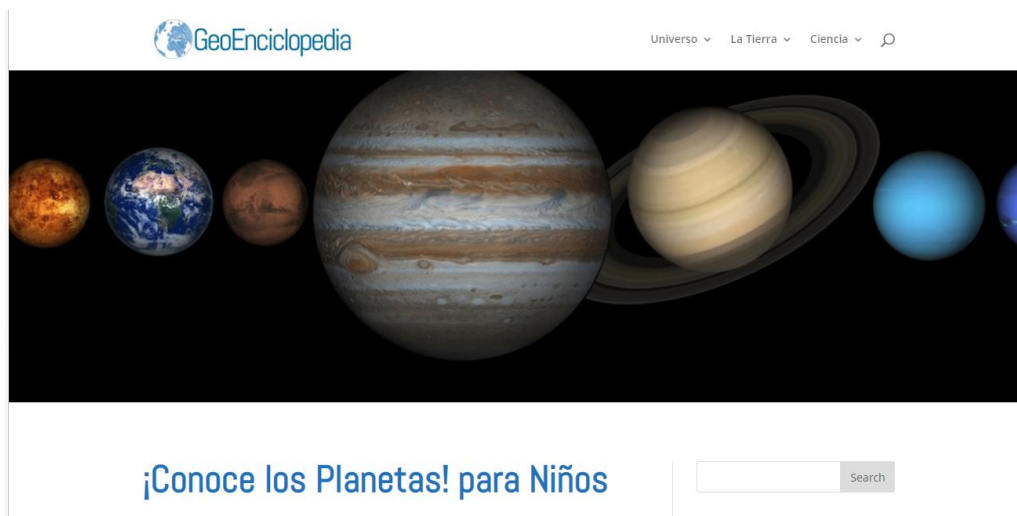 GeoEnciclopedia
Universo La Tierra Ciencia
¡Conoce los Planetas! para Niños
Search